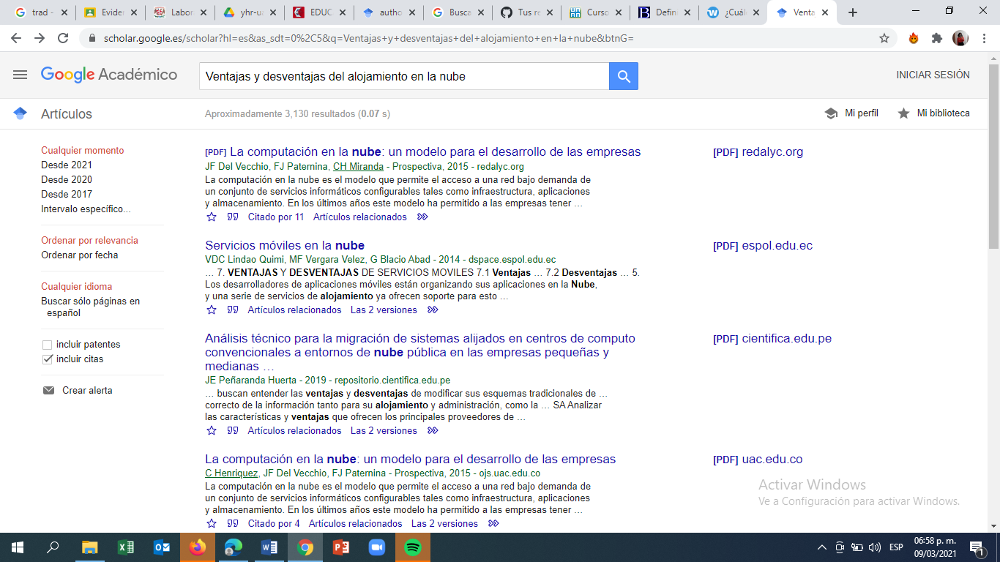 trad -
Eviden
Labor
yhr-ua
EDUC
autho
Busca
Tus re
Curso
Defini
¿Cuál
Venta
scholar.google.es/scholar?hl=es&as_sdt=0%2C5&q=Ventajas+y+desventajas+del+alojamiento+en+la+nube&btnG=
Google Académico
Ventajas y desventajas del alojamiento en la nube
INICIAR SESIÓN
Artículos
Aproximadamente 3,130 resultados (0.07 s)
Mi perfil
Mi biblioteca
Cualquier momento
Desde 2021
Desde 2020
Desde 2017
Intervalo específico...
Ordenar por relevancia
Ordenar por fecha
Cualquier idioma
Buscar sólo páginas en
español
incluir patentes
incluir citas
Crear alerta
[PDF] La computación en la nube: un modelo para el desarrollo de las empresas
[PDF] redalyc.org
JF Del Vecchio, FJ Paternina, CH Miranda - Prospectiva, 2015 - redalyc.org
La computación en la nube es el modelo que permite el acceso a una red bajo demanda de
un conjunto de servicios informáticos configurables tales como infraestructura, aplicaciones
y almacenamiento. En los últimos años este modelo ha permitido a las empresas tener ...
Citado por 11 Artículos relacionados
Servicios móviles en la nube
[PDF] espol.edu.ec
VDC Lindao Quimi, MF Vergara Velez, G Blacio Abad - 2014 - dspace.espol.edu.ec
... 7. VENTAJAS Y DESVENTAJAS DE SERVICIOS MOVILES 7.1 Ventajas ... 7.2 Desventajas ... 5.
Los desarrolladores de aplicaciones móviles están organizando sus aplicaciones en la Nube,
y una serie de servicios de alojamiento ya ofrecen soporte para esto ...
Artículos relacionados Las 2 versiones
Análisis técnico para la migración de sistemas alijados en centros de computo
convencionales a entornos de nube pública en las empresas pequeñas y
medianas ...
[PDF] cientifica.edu.pe
JE Peñaranda Huerta - 2019 - repositorio.cientifica.edu.pe
... buscan entender las ventajas y desventajas de modificar sus esquemas tradicionales de ...
correcto de la información tanto para su alojamiento y administración, como la ... SA Analizar
las características y ventajas que ofrecen los principales proveedores de ...
Artículos relacionados Las 2 versiones
La computación en la nube: un modelo para el desarrollo de las empresas
[PDF] uac.edu.co
C Henriquez, JF Del Vecchio, FJ Paternina - Prospectiva, 2015 - ojs.uac.edu.co
La computación en la nube es el modelo que permite el acceso a una red bajo demanda de
un conjunto de servicios informáticos configurables tales como infraestructura, aplicaciones
y almacenamiento. En los últimos años este modelo ha permitido a las empresas tener ...
Citado por 4 Artículos relacionados Las 2 versiones
Activar Windows
Ve a Configuración para activar Windows.
ESP
06:58 p. m.
09/03/2021
1